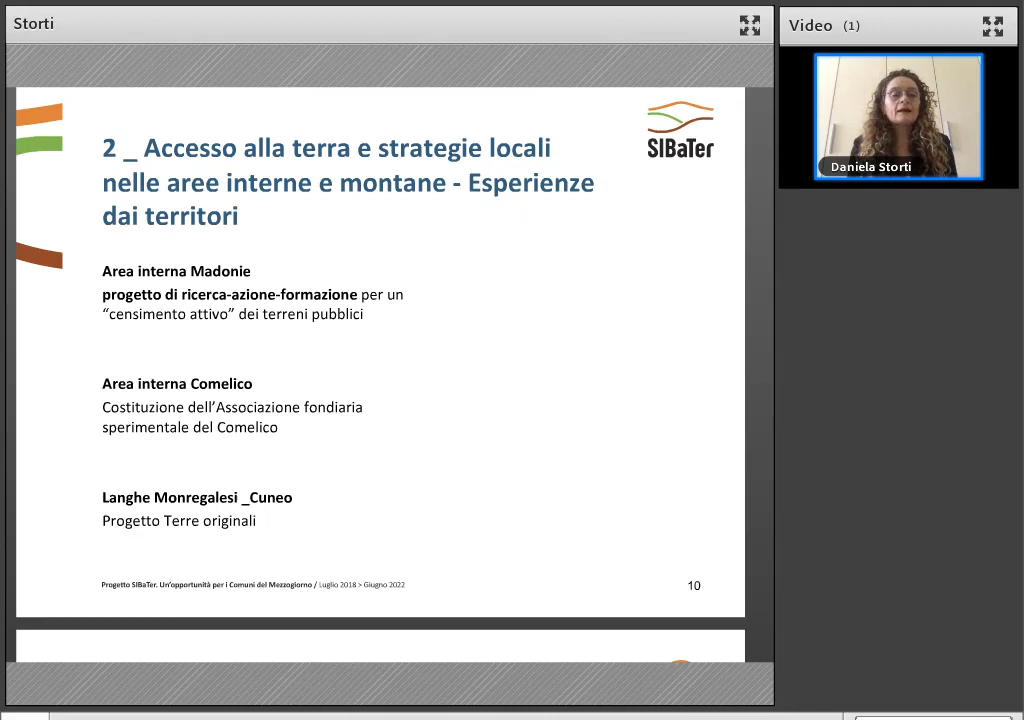 Storti
Video (1)
Daniela Storti
SIBaTer
2 _ Accesso alla terra e strategie locali
nelle aree interne e montane - Esperienze
dai territori
Area interna Madonie
progetto di ricerca-azione-formazione per un
“censimento attivo” dei terreni pubblici
Area interna Comelico
Costituzione dell’Associazione fondiaria
sperimentale del Comelico
Langhe Monregalesi _Cuneo
Progetto Terre originali
Progetto SIBaTer. Un’opportunità per i Comuni del Mezzogiorno / Luglio 2018 > Giugno 2022
10